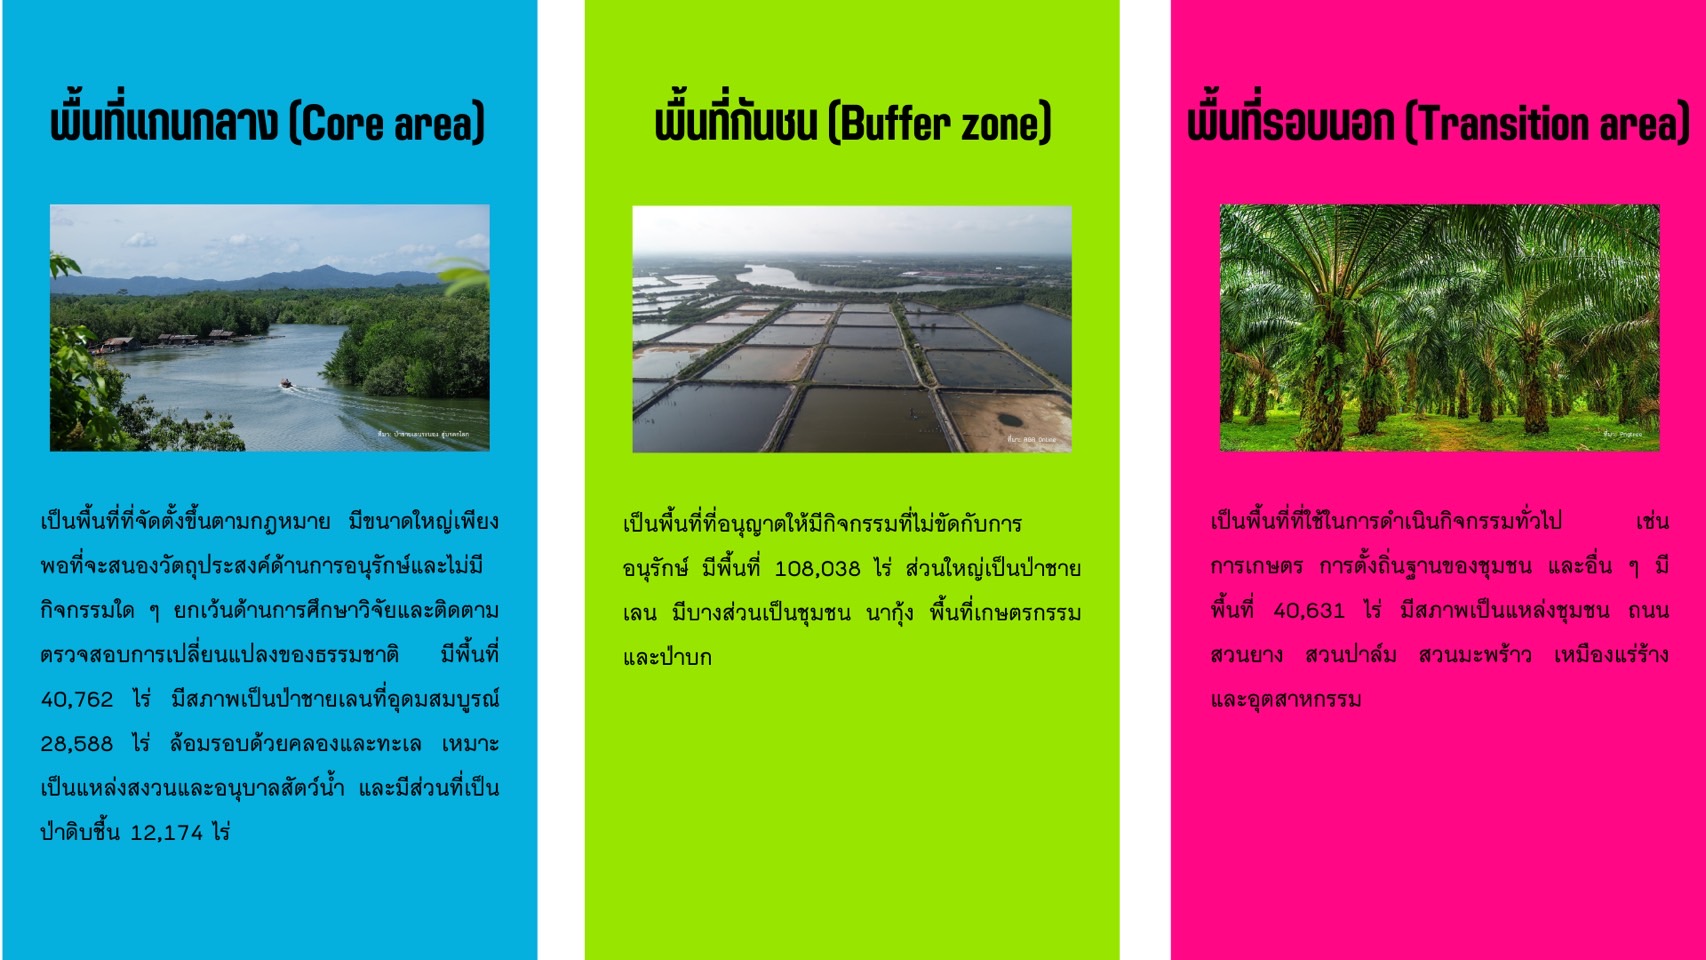 พื้นที่แกนกลาง (Core area)
ที่มา: ป่าชายเลนระนอง สู่มรดกโลก
เป็นพื้นที่ที่จัดตั้งขึ้นตามกฎหมาย มีขนาดใหญ่เพียง
พอที่จะสนองวัตถุประสงค์ด้านการอนุรักษ์และไม่มี
กิจกรรมใด ๆ ยกเว้นด้านการศึกษาวิจัยและติดตาม
ตรวจสอบการเปลี่ยนแปลงของธรรมชาติ มีพื้นที่
40,762 ไร่ มีสภาพเป็นป่าชายเลนที่อุดมสมบูรณ์
28,588 ไร่ ล้อมรอบด้วยคลองและทะเล เหมาะ
เป็นแหล่งสงวนและอนุบาลสัตว์น้ำ และมีส่วนที่เป็น
ป่าดิบชื้น 12,174 ไร่
พื้นที่กันชน (Buffer zone)
เป็นพื้นที่ที่อนุญาตให้มีกิจกรรมที่ไม่ขัดกับการ
อนุรักษ์ มีพื้นที่ 108,038 ไร่ ส่วนใหญ่เป็นป่าชาย
เลน มีบางส่วนเป็นชุมชน นากุ้ง พื้นที่เกษตรกรรม
และป่าบก
พื้นที่รอบนอก (Transition area)
ที่มา: Pngtree
เป็นพื้นที่ที่ใช้ในการดำเนินกิจกรรมทั่วไป เช่น
การเกษตร การตั้งถิ่นฐานของชุมชน และอื่น ๆ มี
พื้นที่ 40,631 ไร่ มีสภาพเป็นแหล่งชุมชน ถนน
สวนยาง สวนปาล์ม สวนมะพร้าว เหมืองแร่ร้าง
และอุตสาหกรรม